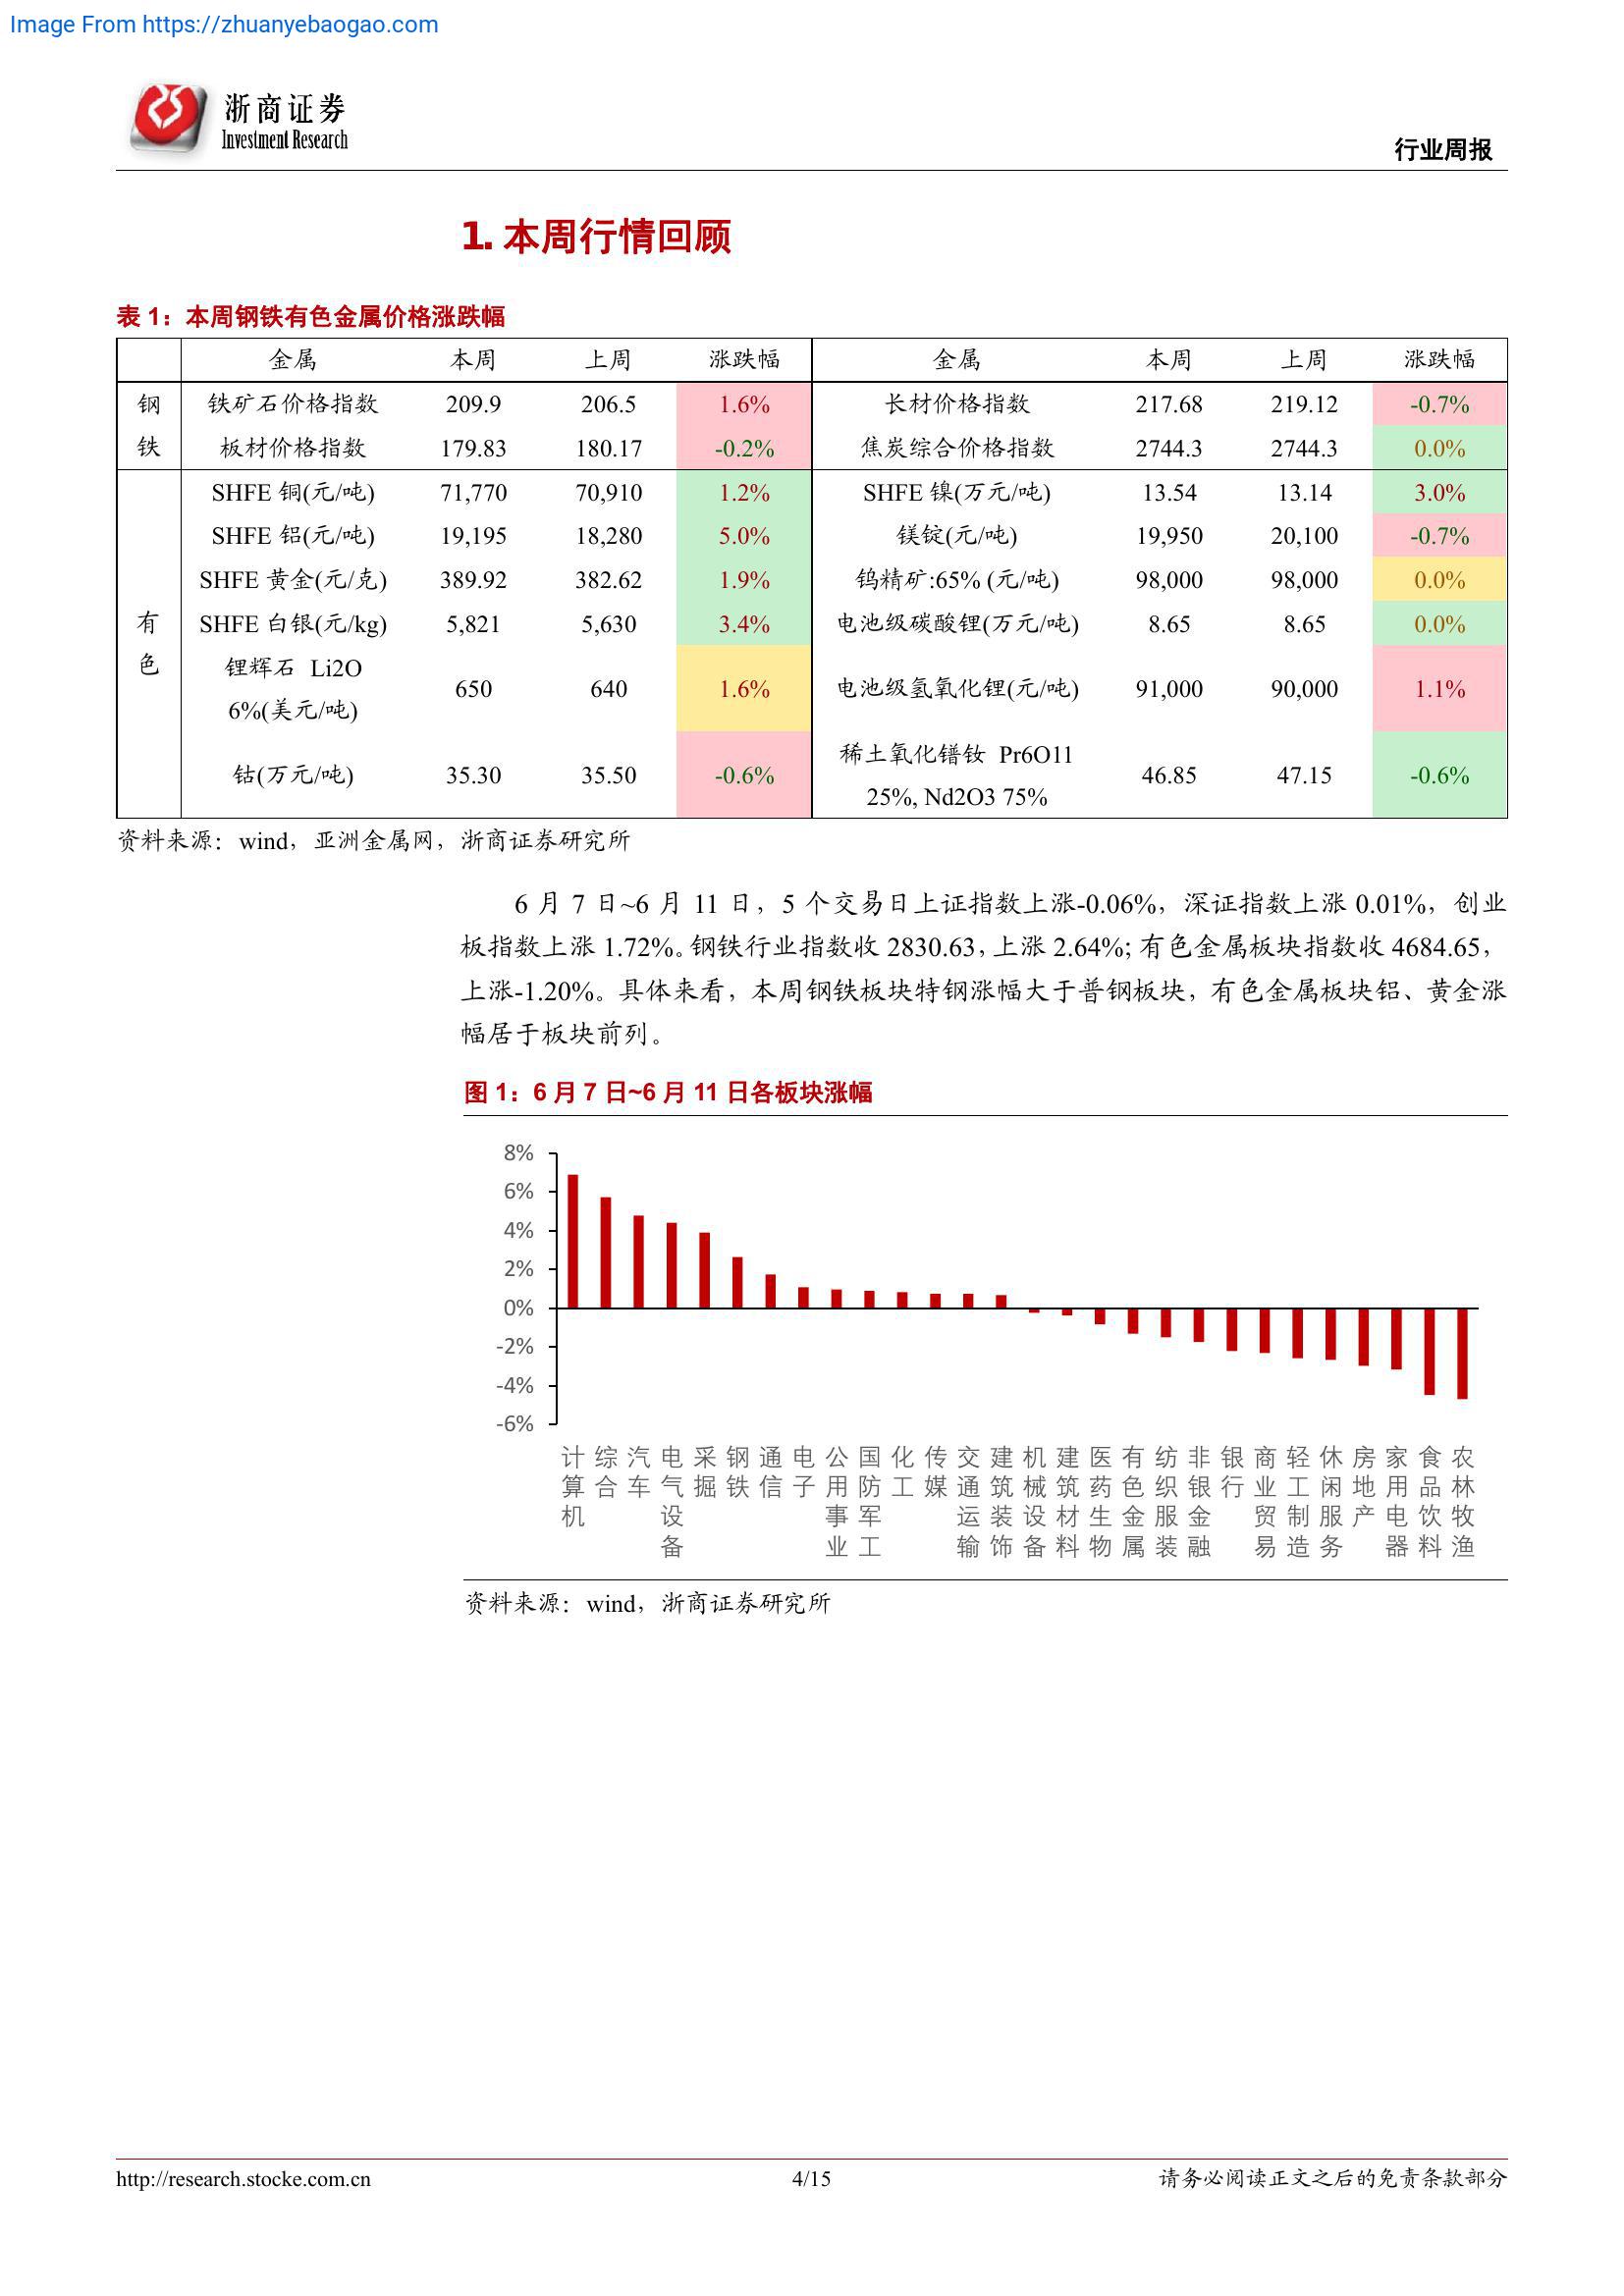 Image From https://zhuanyebaogao.com
浙商证券
Investment Research
行业周报
1. 本周行情回顾
表 1：本周钢铁有色金属价格涨跌幅
金属 本周 上周 涨跌幅 金属 本周 上周 涨跌幅
钢铁 铁矿石价格指数 209.9 206.5 1.6% 长材价格指数 217.68 219.12 -0.7%
板材价格指数 179.83 180.17 -0.2% 焦炭综合价格指数 2744.3 2744.3 0.0%
有色 SHFE 铜(元/吨) 71,770 70,910 1.2% SHFE 镍(万元/吨) 13.54 13.14 3.0%
SHFE 铝(元/吨) 19,195 18,280 5.0% 镁锭(元/吨) 19,950 20,100 -0.7%
SHFE 黄金(元/克) 389.92 382.62 1.9% 钨精矿:65% (元/吨) 98,000 98,000 0.0%
SHFE 白银(元/kg) 5,821 5,630 3.4% 电池级碳酸锂(万元/吨) 8.65 8.65 0.0%
锂辉石 Li2O 6%(美元/吨) 650 640 1.6% 电池级氢氧化锂(元/吨) 91,000 90,000 1.1%
钴(万元/吨) 35.30 35.50 -0.6% 稀土氧化镨钕 Pr6O11 25%, Nd2O3 75% 46.85 47.15 -0.6%
资料来源：wind，亚洲金属网，浙商证券研究所
6 月 7 日~6 月 11 日，5 个交易日上证指数上涨-0.06%，深证指数上涨 0.01%，创业
板指数上涨 1.72%。钢铁行业指数收 2830.63，上涨 2.64%；有色金属板块指数收 4684.65，
上涨-1.20%。具体来看，本周钢铁板块特钢涨幅大于普钢板块，有色金属板块铝、黄金涨
幅居于板块前列。
图 1：6 月 7 日~6 月 11 日各板块涨幅
8%
6%
4%
2%
0%
-2%
-4%
-6%
计算机 综合 汽车 电气设备 采掘 钢铁 通信 电子 公用事业 国防军工 化工 传媒 交通运输 建筑装饰 机械设备 建筑材料 医药生物 有色金属 纺织服装 非银金融 银行 商业贸易 轻工制造 休闲服务 房地产 家用电器 食品饮料 农林牧渔
资料来源：wind，浙商证券研究所
http://research.stocke.com.cn 4/15 请务必阅读正文之后的免责条款部分